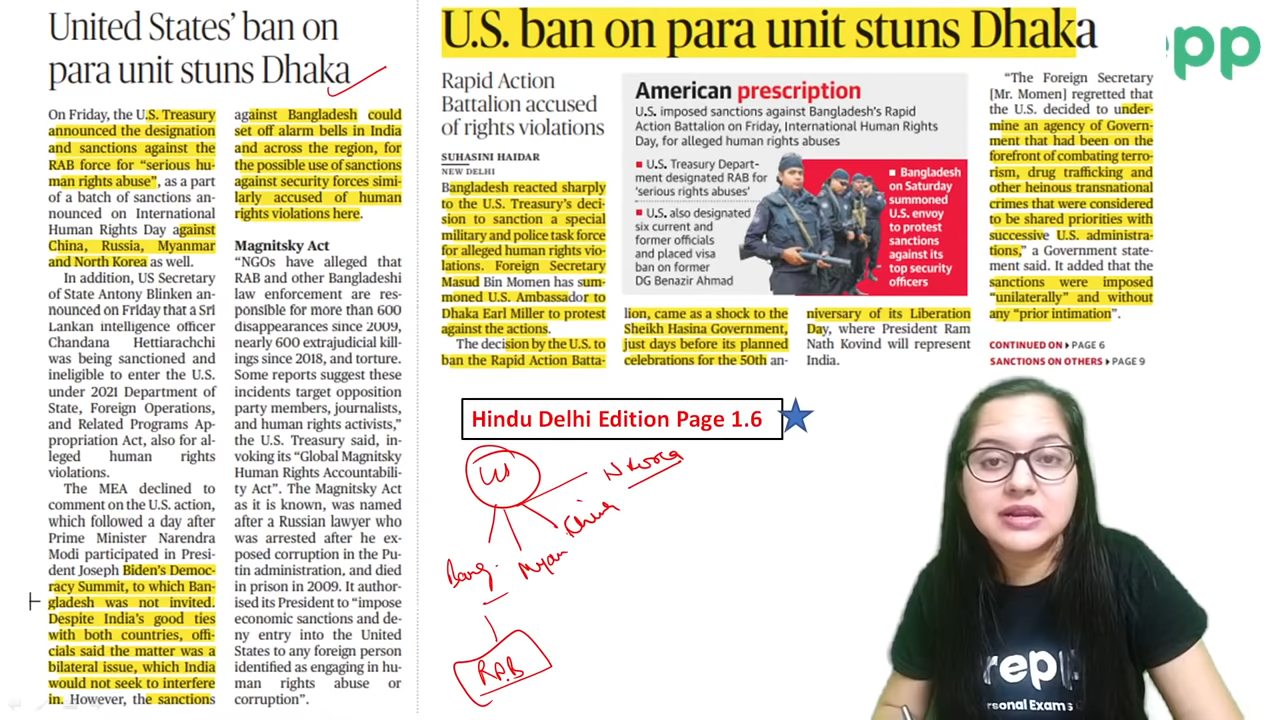 United States’ ban on
para unit stuns Dhaka
On Friday, the U.S. Treasury
announced the designation
and sanctions against the
RAB force for “serious hu-
man rights abuse”, as a part
of a batch of sanctions an-
nounced on International
Human Rights Day against
China, Russia, Myanmar
and North Korea as well.
In addition, US Secretary
of State Antony Blinken an-
nounced on Friday that a Sri
Lankan intelligence officer
Chandana Hettiarachchi
was being sanctioned and
ineligible to enter the U.S.
under 2021 Department of
State, Foreign Operations,
and Related Programs Ap-
propriation Act, also for al-
leged human rights
violations.
The MEA declined to
comment on the U.S. action,
which followed a day after
Prime Minister Narendra
Modi participated in Presi-
dent Joseph Biden’s Democ-
racy Summit, to which Ban-
gladesh was not invited.
Despite India’s good ties
with both countries, offi-
cials said the matter was a
bilateral issue, which India
would not seek to interfere
in. However, the sanctions
against Bangladesh could
set off alarm bells in India
and across the region, for
the possible use of sanctions
against security forces simi-
larly accused of human
rights violations here.
Magnitsky Act
“NGOs have alleged that
RAB and other Bangladeshi
law enforcement are res-
ponsible for more than 600
disappearances since 2009,
nearly 600 extrajudicial kill-
ings since 2018, and torture.
Some reports suggest these
incidents target opposition
party members, journalists,
and human rights activists,”
the U.S. Treasury said, in-
voking its “Global Magnitsky
Human Rights Accountabili-
ty Act”. The Magnitsky Act
as it is known, was named
after a Russian lawyer who
was arrested after he ex-
posed corruption in the Pu-
tin administration, and died
in prison in 2009. It author-
ised its President to “impose
economic sanctions and de-
ny entry into the United
States to any foreign person
identified as engaging in hu-
man rights abuse or
corruption”.
U.S. ban on para unit stuns Dhaka
Rapid Action
Battalion accused
of rights violations
SUHASINI HAIDAR
NEW DELHI
Bangladesh reacted sharply
to the U.S. Treasury’s deci-
sion to sanction a special
military and police task force
for alleged human rights vio-
lations. Foreign Secretary
Masud Bin Momen has sum-
moned U.S. Ambassador to
Dhaka Earl Miller to protest
against the actions.
The decision by the U.S. to
ban the Rapid Action Batta-
American prescription
U.S. imposed sanctions against Bangladesh’s Rapid
Action Battalion on Friday, International Human Rights
Day, for alleged human rights abuses
U.S. Treasury Depart-
ment designated RAB for
‘serious rights abuses’
U.S. also designated
six current and
former officials
and placed visa
ban on former
DG Benazir Ahmad
Bangladesh
on Saturday
summoned
U.S. envoy
to protest
sanctions
against its
top security
officers
lion, came as a shock to the
Sheikh Hasina Government,
just days before its planned
celebrations for the 50th an-
niversary of its Liberation
Day, where President Ram
Nath Kovind will represent
India.
“The Foreign Secretary
[Mr. Momen] regretted that
the U.S. decided to under-
mine an agency of Govern-
ment that had been on the
forefront of combating terro-
rism, drug trafficking and
other heinous transnational
crimes that were considered
to be shared priorities with
successive U.S. administra-
tions,” a Government state-
ment said. It added that the
sanctions were imposed
“unilaterally” and without
any “prior intimation”.
CONTINUED ON PAGE 6
SANCTIONS ON OTHERS PAGE 9
epp
Hindu Delhi Edition Page 1.6
US
N Korea
China
Myan
Bang.
RAB
repp
rsonal Exams